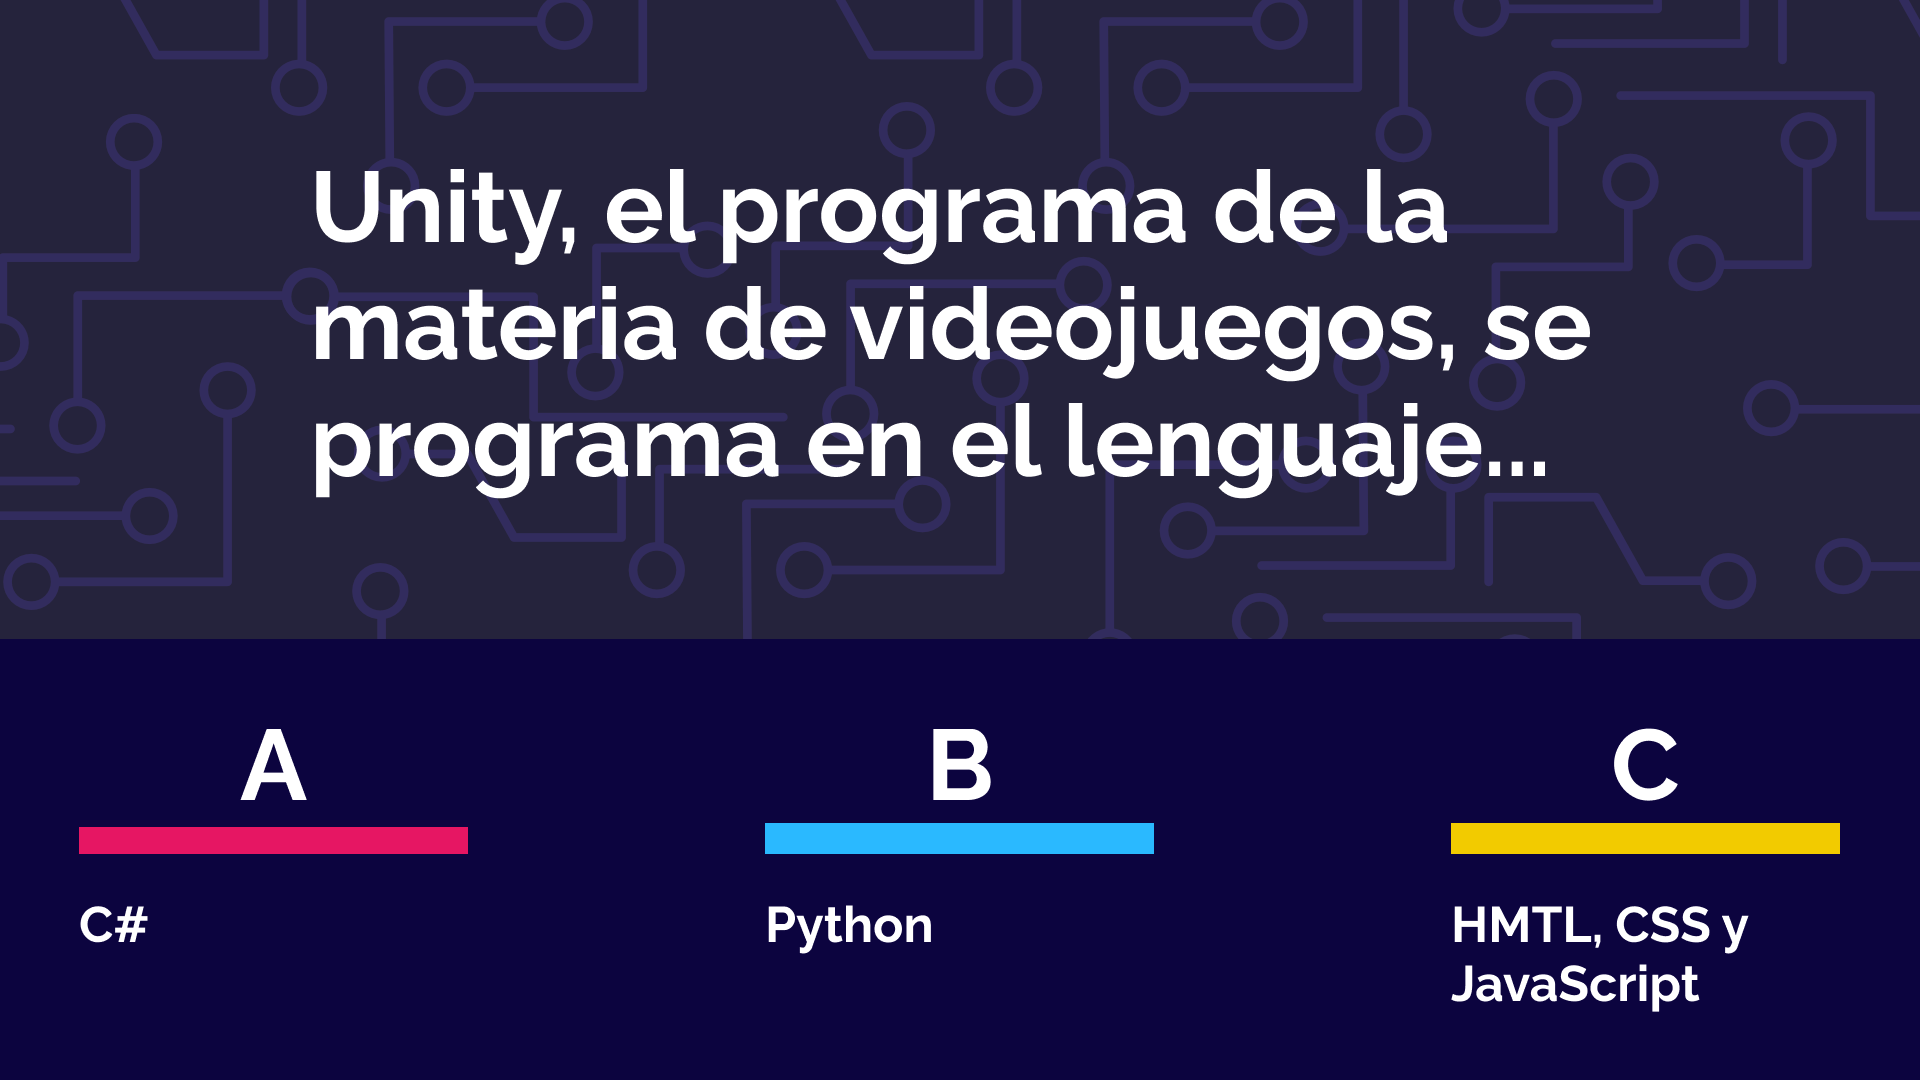 Unity, el programa de la
materia de videojuegos, se
programa en el lenguaje...
A
C#
B
Python
C
HMTL, CSS y
JavaScript